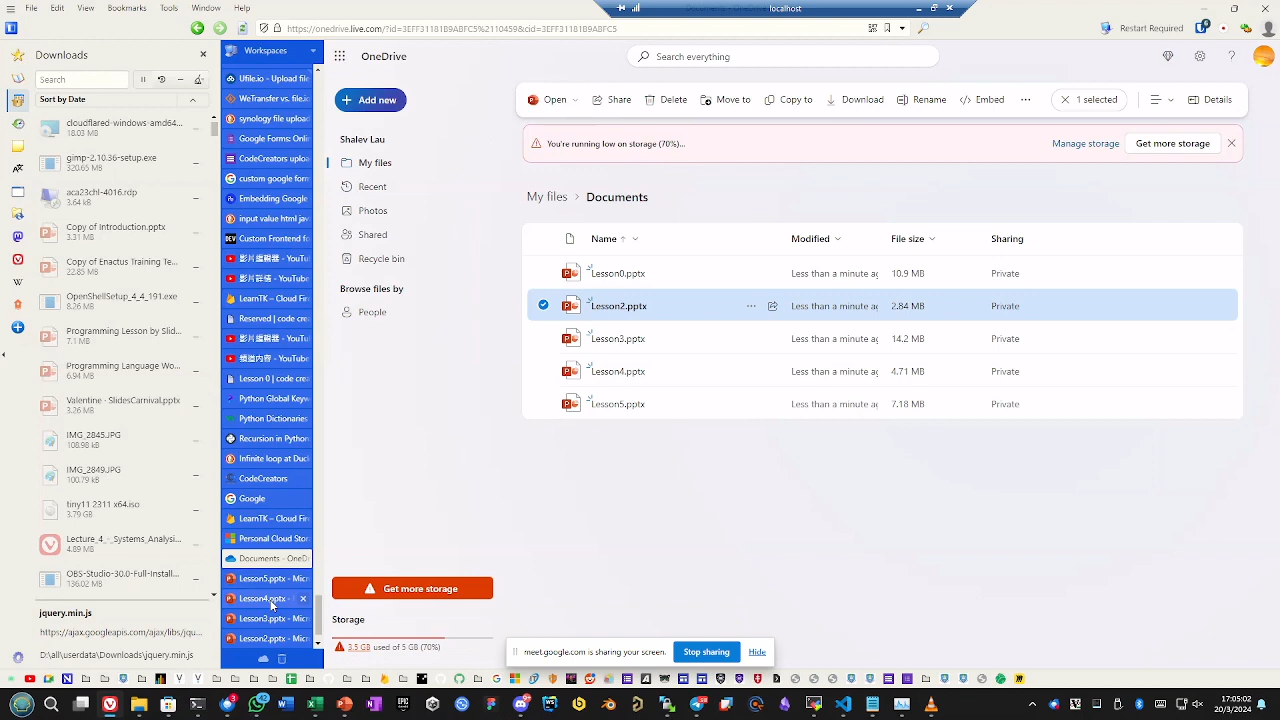 File Edit View Bookmarks Mail Tools Window Help
localhost
https://onedrive.live.com/?id=3EFF31181B9ABFC5%2110459&cid=3EFF31181B9ABFC5
Restart Required
Downloads
Search
Sort by Date
cloudflared-windows-amd64...
18.03 MB
gimp-2.10.36-setup.exe
320.65 MB
aca23chl-4016.rdp
3.64 kB
Copy of Introduction.pptx
3.31 MB
Copy of Enactus Training Te...
22.85 MB
OpenShellSetup_4_4_191.exe
Programming Lesson by Slid...
7.1 MB
Programming Language Wo...
6.94 MB
Valentine · SlidesCarnival.pptx
3.26 MB
IMG_2845.JPG
108.98 kB
IMG_2849.JPG
100.79 kB
tiny11 2311 x64.iso
3.79 GB
Lecture_4_-_Systems_Analysi...
4.89 MB
OBS-Studio-30.0-Full-Install...
136.02 MB
jquery.min.js
https://ajax.googleapis.com/ajax/libs/jqu...
D:\all\userdata\Downloads\jquery.min.js
Workspaces
Ufile.io - Upload file
WeTransfer vs. file.io
synology file upload
Google Forms: Onli
CodeCreators uploa
custom google form
Embedding Google
input value html jav
Custom Frontend fo
影片編輯器 - YouTu
影片詳情 - YouTube
LearnTK – Cloud Fire
Reserved | code crea
影片編輯器 - YouTu
頻道內容 - YouTube
Lesson 0 | code crea
Python Global Keyw
Python Dictionaries
Recursion in Python
Infinite loop at Duck
CodeCreators
Google
LearnTK – Cloud Fire
Personal Cloud Stor
Documents - OneDr
Lesson5.pptx - Micr
Lesson4.pptx -
Lesson3.pptx - Micr
Lesson2.pptx - Micr
OneDrive
Search everything
Add new
Shalev Lau
My files
Recent
Photos
Shared
Recycle bin
Browse files by
People
Get more storage
Storage
3.5 GB used of 5 GB (70%)
Open Share Delete Move to Copy to Download Rename Embed ... 1 selected Details
You're running low on storage (70%)...
Manage storage
Get more storage
My files > Documents
Name Modified File size Sharing
Lesson0.pptx Less than a minute ag 10.9 MB Private
Lesson2.pptx Less than a minute ag 2.84 MB Private
Lesson3.pptx Less than a minute ag 14.2 MB Private
Lesson4.pptx Less than a minute ag 4.71 MB Private
Lesson5.pptx Less than a minute ag 7.18 MB Private
meet.google.com is sharing your screen.
Stop sharing
Hide
17:05:02
20/8/2024